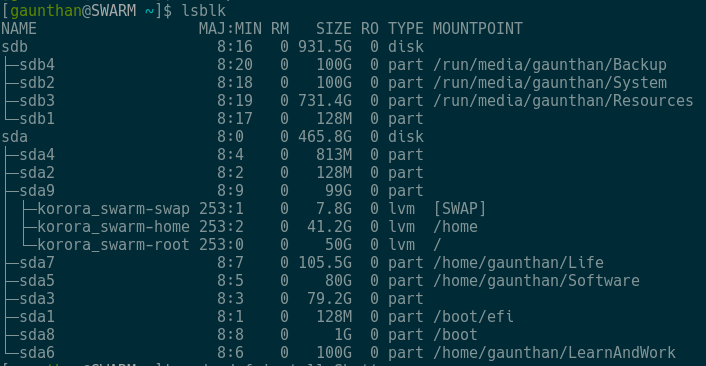 [gaunthan@SWARM ~]$ lsblk
NAME                  MAJ:MIN RM   SIZE RO TYPE MOUNTPOINT
sdb                     8:16   0 931.5G  0 disk
├─sdb4                  8:20   0   100G  0 part /run/media/gaunthan/Backup
├─sdb2                  8:18   0   100G  0 part /run/media/gaunthan/System
├─sdb3                  8:19   0 731.4G  0 part /run/media/gaunthan/Resources
└─sdb1                  8:17   0   128M  0 part
sda                     8:0    0 465.8G  0 disk
├─sda4                  8:4    0   813M  0 part
├─sda2                  8:2    0   128M  0 part
├─sda9                  8:9    0    99G  0 part
│ ├─korora_swarm-swap 253:1    0   7.8G  0 lvm  [SWAP]
│ ├─korora_swarm-home 253:2    0  41.2G  0 lvm  /home
│ └─korora_swarm-root 253:0    0    50G  0 lvm  /
├─sda7                  8:7    0 105.5G  0 part /home/gaunthan/Life
├─sda5                  8:5    0    80G  0 part /home/gaunthan/Software
├─sda3                  8:3    0  79.2G  0 part
├─sda1                  8:1    0   128M  0 part /boot/efi
├─sda8                  8:8    0     1G  0 part /boot
└─sda6                  8:6    0   100G  0 part /home/gaunthan/LearnAndWork